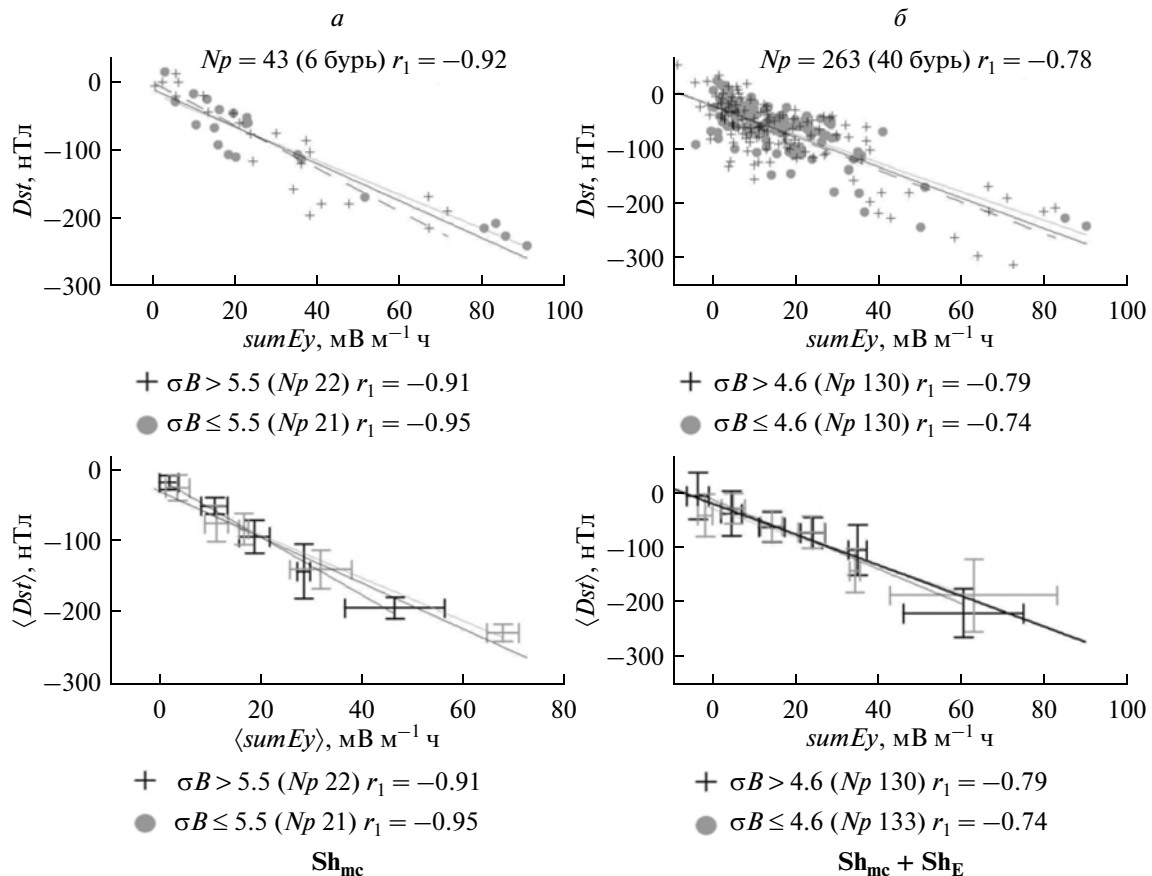 а
Np = 43 (6 бурь) r₁ = −0.92
0
−100
−200
−300
Dst, нТл
0 20 40 60 80 100
sumEy, мВ м⁻¹ ч
σB > 5.5 (Np 22) r₁ = −0.91
σB ≤ 5.5 (Np 21) r₁ = −0.95
б
Np = 263 (40 бурь) r₁ = −0.78
0
−100
−200
−300
Dst, нТл
0 20 40 60 80 100
sumEy, мВ м⁻¹ ч
σB > 4.6 (Np 130) r₁ = −0.79
σB ≤ 4.6 (Np 130) r₁ = −0.74
0
−100
−200
−300
⟨Dst⟩, нТл
0 20 40 60 80
⟨sumEy⟩, мВ м⁻¹ ч
σB > 5.5 (Np 22) r₁ = −0.91
σB ≤ 5.5 (Np 21) r₁ = −0.95
Sh_mc
0
−100
−200
−300
⟨Dst⟩, нТл
0 20 40 60 80 100
sumEy, мВ м⁻¹ ч
σB > 4.6 (Np 130) r₁ = −0.79
σB ≤ 4.6 (Np 133) r₁ = −0.74
Sh_mc + Sh_E